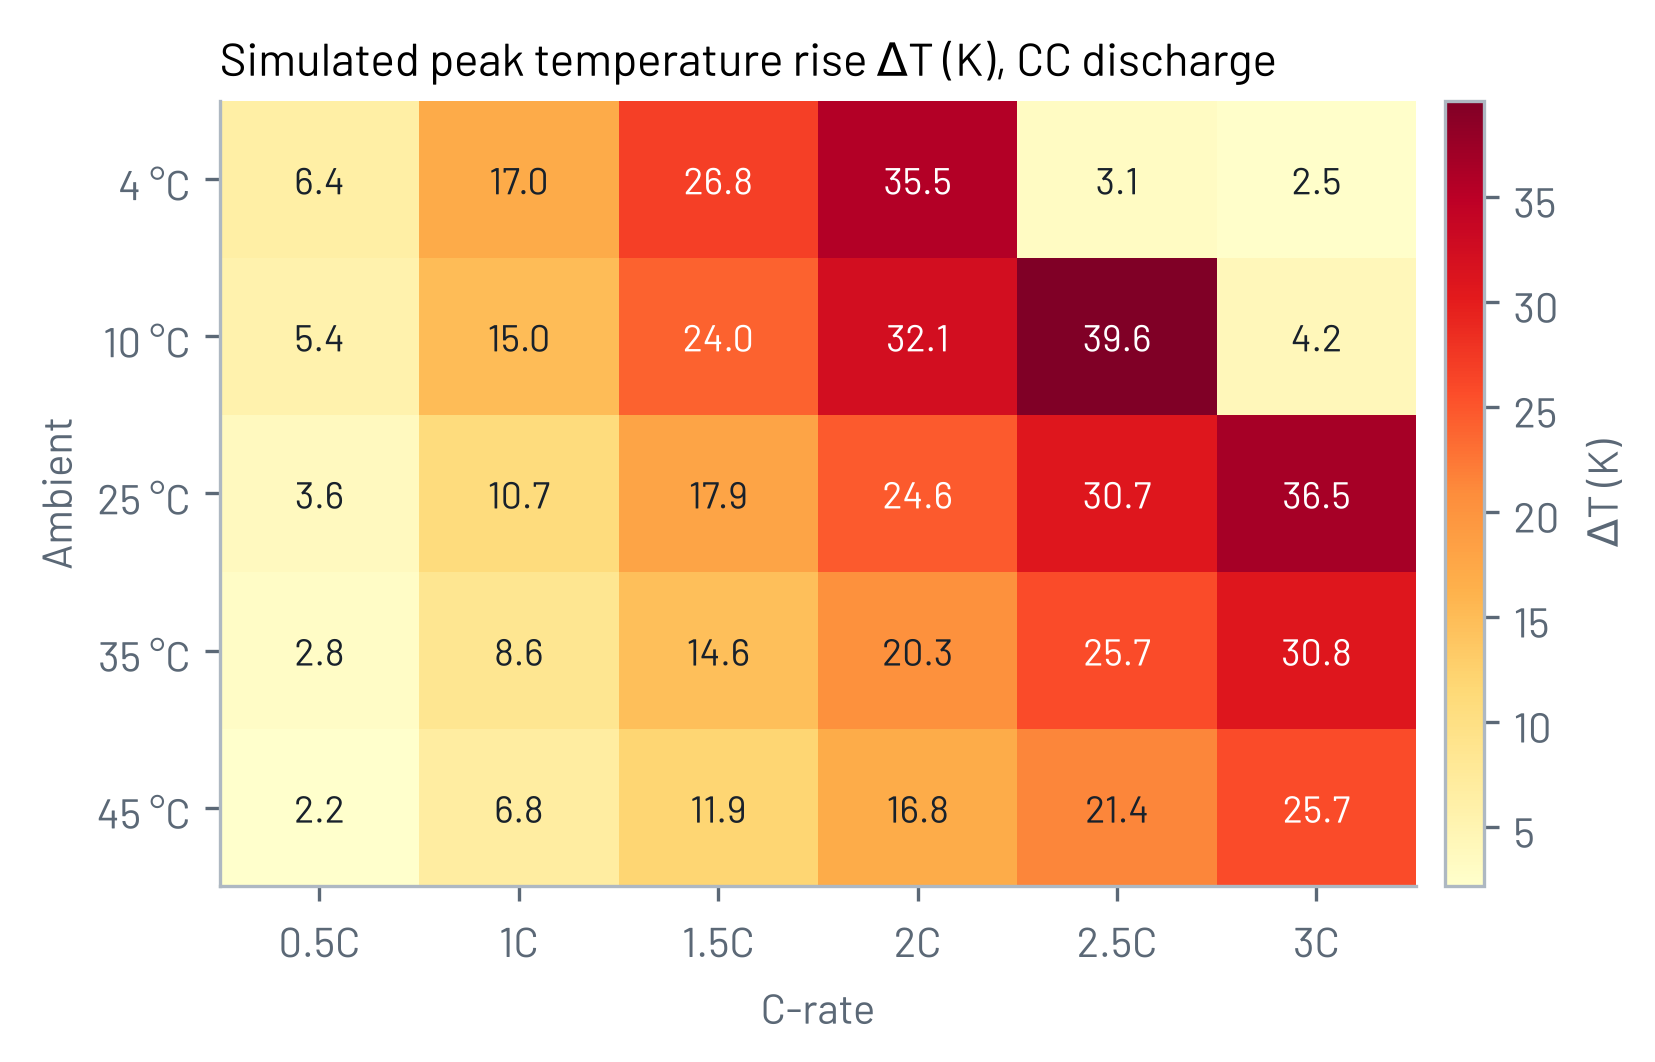 Simulated peak temperature rise ΔT (K), CC discharge
4 °C 6.4 17.0 26.8 35.5 3.1 2.5
10 °C 5.4 15.0 24.0 32.1 39.6 4.2
25 °C 3.6 10.7 17.9 24.6 30.7 36.5
35 °C 2.8 8.6 14.6 20.3 25.7 30.8
45 °C 2.2 6.8 11.9 16.8 21.4 25.7
0.5C 1C 1.5C 2C 2.5C 3C
C-rate
Ambient
35
30
25
20
15
10
5
ΔT (K)